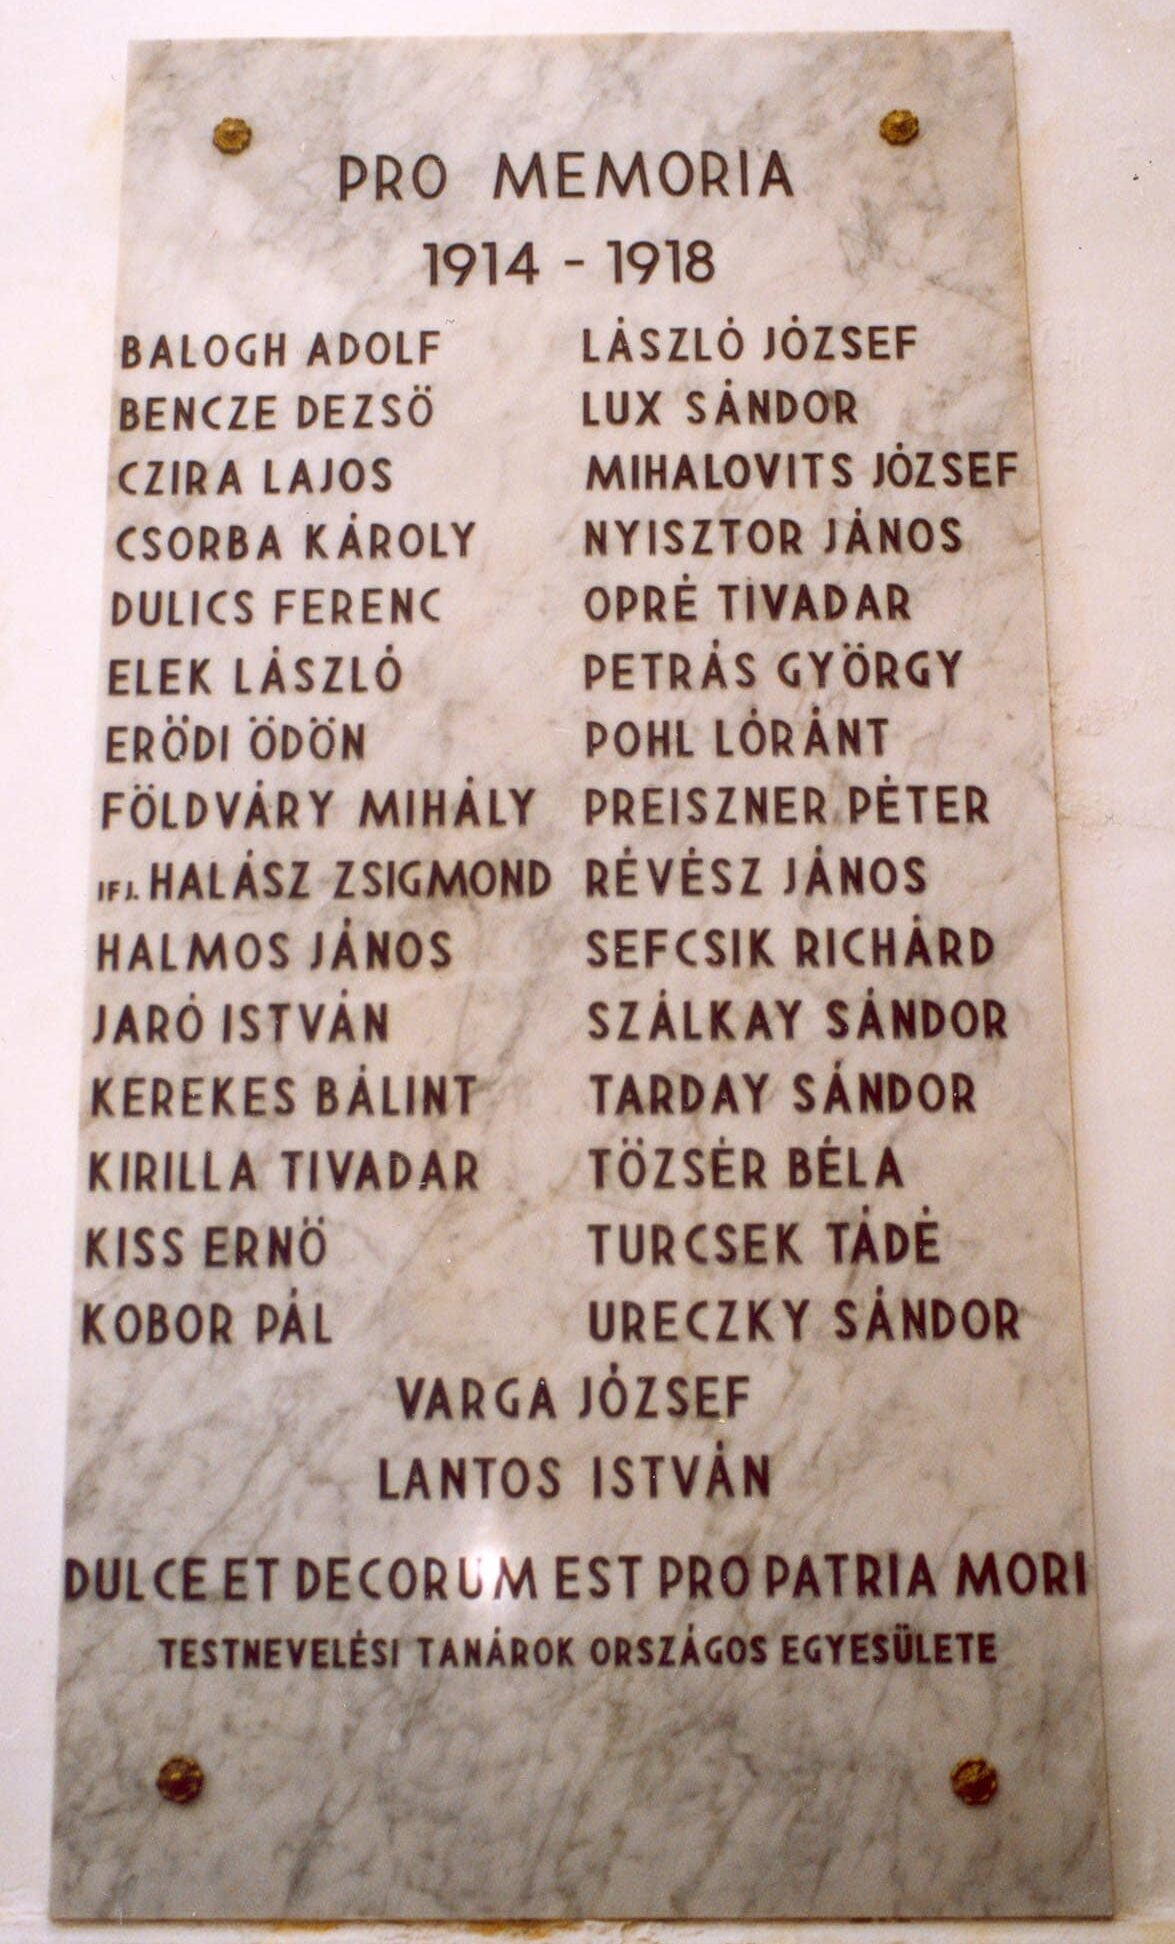 PRO MEMORIA
1914 - 1918
BALOGH ADOLF
BENCZE DEZSÖ
CZIRA LAJOS
CSORBA KÁROLY
DULICS FERENC
ELEK LÁSZLÓ
ERÖDI ÖDÖN
FÖLDVÁRY MIHÁLY
IFJ. HALÁSZ ZSIGMOND
HALMOS JÁNOS
JARÓ ISTVÁN
KEREKES BÁLINT
KIRILLA TIVADAR
KISS ERNÖ
KOBOR PÁL
LÁSZLÓ JÓZSEF
LUX SÁNDOR
MIHALOVITS JÓZSEF
NYISZTOR JÁNOS
OPRÉ TIVADAR
PETRÁS GYÖRGY
POHL LÓRÁNT
PREISZNER PÉTER
RÉVÉSZ JÁNOS
SEFCSIK RICHÁRD
SZÁLKAY SÁNDOR
TARDAY SÁNDOR
TÖZSÉR BÉLA
TURCSEK TÁDÉ
URECZKY SÁNDOR
VARGA JÓZSEF
LANTOS ISTVÁN
DULCE ET DECORUM EST PRO PATRIA MORI
TESTNEVELÉSI TANÁROK ORSZÁGOS EGYESÜLETE